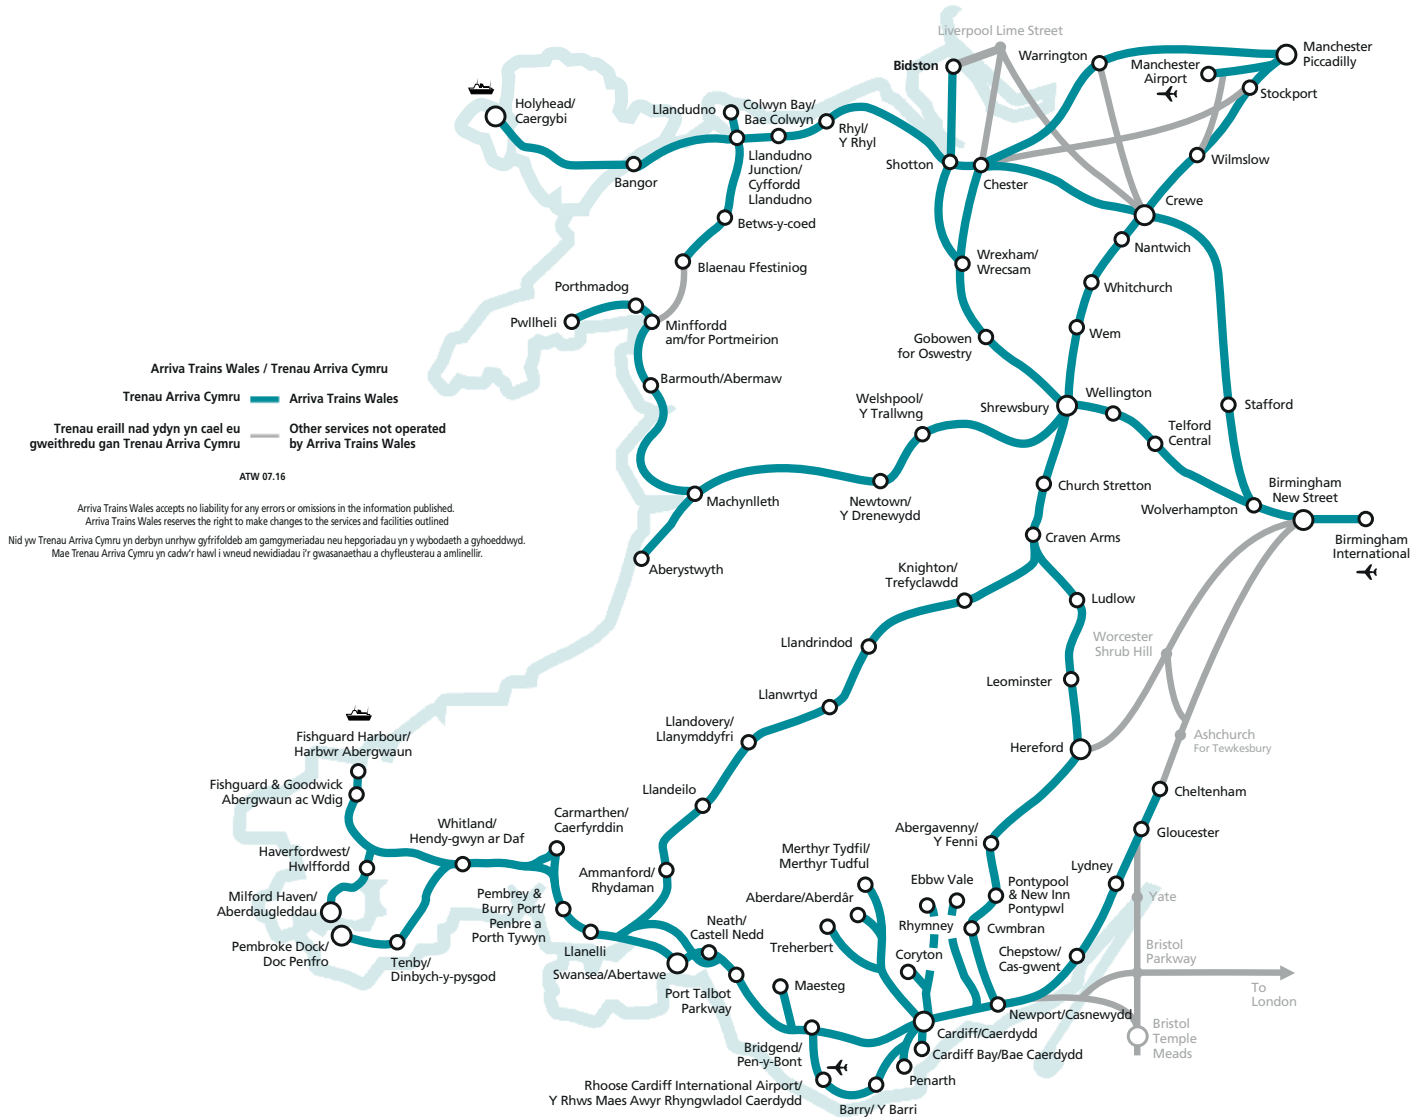 Liverpool Lime Street
Warrington
Manchester
Piccadilly
Bidston
Manchester
Airport
Stockport
Holyhead/
Caergybi
Llandudno
Colwyn Bay/
Bae Colwyn
Rhyl/
Y Rhyl
Llandudno
Junction/
Cyffordd
Llandudno
Shotton
Chester
Wilmslow
Bangor
Crewe
Betws-y-coed
Nantwich
Blaenau Ffestiniog
Wrexham/
Wrecsam
Whitchurch
Porthmadog
Pwllheli
Minffordd
am/for Portmeirion
Wem
Gobowen
for Oswestry
Arriva Trains Wales / Trenau Arriva Cymru
Trenau Arriva Cymru
Arriva Trains Wales
Trenau eraill nad ydyn yn cael eu
gweithredu gan Trenau Arriva Cymru
Other services not operated
by Arriva Trains Wales
ATW 07.16
Arriva Trains Wales accepts no liability for any errors or omissions in the information published.
Arriva Trains Wales reserves the right to make changes to the services and facilities outlined
Nid yw Trenau Arriva Cymru yn derbyn unrhyw gyfrifoldeb am gamgymeriadau neu hepgoriadau yn y wybodaeth a gyhoeddwyd.
Mae Trenau Arriva Cymru yn cadw'r hawl i wneud newidiadau i'r gwasanaethau a chyfleusterau a amlinellir.
Barmouth/Abermaw
Welshpool/
Y Trallwng
Shrewsbury
Wellington
Stafford
Telford
Central
Machynlleth
Newtown/
Y Drenewydd
Church Stretton
Wolverhampton
Birmingham
New Street
Birmingham
International
Craven Arms
Aberystwyth
Knighton/
Trefyclawdd
Ludlow
Llandrindod
Worcester
Shrub Hill
Leominster
Llanwrtyd
Llandovery/
Llanymddyfri
Hereford
Ashchurch
For Tewkesbury
Fishguard Harbour/
Harbwr Abergwaun
Fishguard & Goodwick
Abergwaun ac Wdig
Llandeilo
Cheltenham
Whitland/
Hendy-gwyn ar Daf
Carmarthen/
Caerfyrddin
Abergavenny/
Y Fenni
Gloucester
Haverfordwest/
Hwlffordd
Merthyr Tydfil/
Merthyr Tudful
Ammanford/
Rhydaman
Lydney
Milford Haven/
Aberdaugleddau
Pembrey &
Burry Port/
Penbre a
Porth Tywyn
Aberdare/Aberdâr
Ebbw Vale
Pontypool
& New Inn
Pontypwl
Yate
Rhymney
Neath/
Castell Nedd
Cwmbran
Pembroke Dock/
Doc Penfro
Treherbert
Llanelli
Tenby/
Dinbych-y-pysgod
Coryton
Chepstow/
Cas-gwent
Bristol
Parkway
Swansea/Abertawe
Port Talbot
Parkway
Maesteg
To
London
Newport/Casnewydd
Bristol
Temple
Meads
Cardiff/Caerdydd
Bridgend/
Pen-y-Bont
Cardiff Bay/Bae Caerdydd
Penarth
Rhoose Cardiff International Airport/
Y Rhws Maes Awyr Rhyngwladol Caerdydd
Barry/ Y Barri